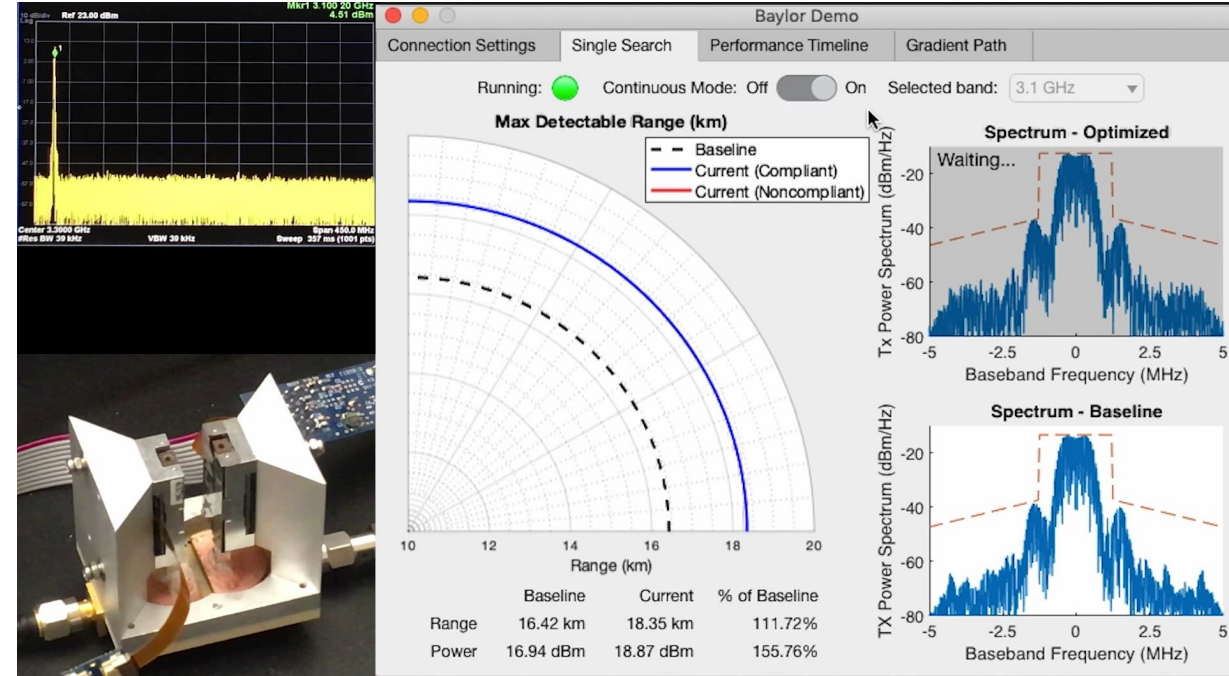 Mkr1 3.100 20 GHz
10 dB/div Ref 23.00 dBm
4.51 dBm
Log
1
Center 3.3000 GHz
Span 450.0 MHz
#Res BW 39 kHz
VBW 39 kHz
Sweep 357 ms (1001 pts)
Baylor Demo
Connection Settings
Single Search
Performance Timeline
Gradient Path
Running:
Continuous Mode: Off
On
Selected band:
3.1 GHz
Max Detectable Range (km)
Baseline
Current (Compliant)
Current (Noncompliant)
10
12
14
16
18
20
Range (km)
Baseline
Current
% of Baseline
Range
16.42 km
18.35 km
111.72%
Power
16.94 dBm
18.87 dBm
155.76%
Spectrum - Optimized
Waiting...
Tx Power Spectrum (dBm/Hz)
-20
-40
-60
-80
-5
-2.5
0
2.5
5
Baseband Frequency (MHz)
Spectrum - Baseline
TX Power Spectrum (dBm/Hz)
-20
-40
-60
-80
-5
-2.5
0
2.5
5
Baseband Frequency (MHz)